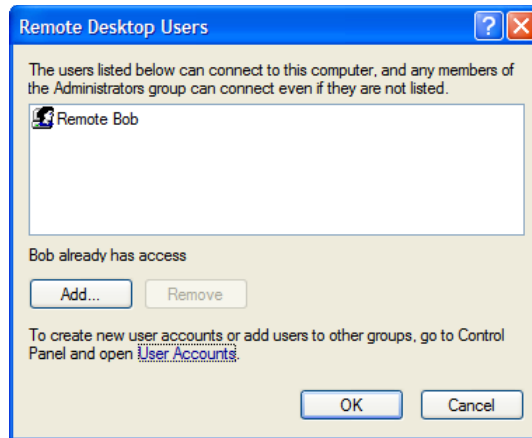 Remote Desktop Users
The users listed below can connect to this computer, and any members of
the Administrators group can connect even if they are not listed.
Remote Bob
Bob already has access
Add... Remove
To create new user accounts or add users to other groups, go to Control
Panel and open User Accounts.
OK Cancel